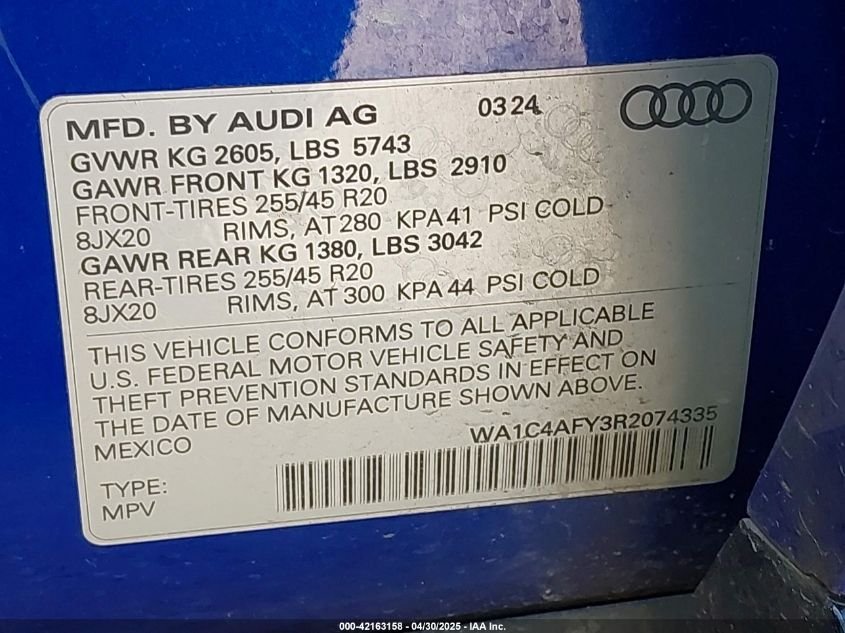 MFD. BY AUDI AG 03 24
GVWR KG 2605, LBS 5743
GAWR FRONT KG 1320, LBS 2910
FRONT-TIRES 255/45 R20
8JX20 RIMS, AT 280 KPA 41 PSI COLD
GAWR REAR KG 1380, LBS 3042
REAR-TIRES 255/45 R20
8JX20 RIMS, AT 300 KPA 44 PSI COLD
THIS VEHICLE CONFORMS TO ALL APPLICABLE
U.S. FEDERAL MOTOR VEHICLE SAFETY AND
THEFT PREVENTION STANDARDS IN EFFECT ON
THE DATE OF MANUFACTURE SHOWN ABOVE.
MEXICO WA1C4AFY3R2074335
TYPE:
MPV
000-42163158 - 04/30/2025 - IAA Inc.